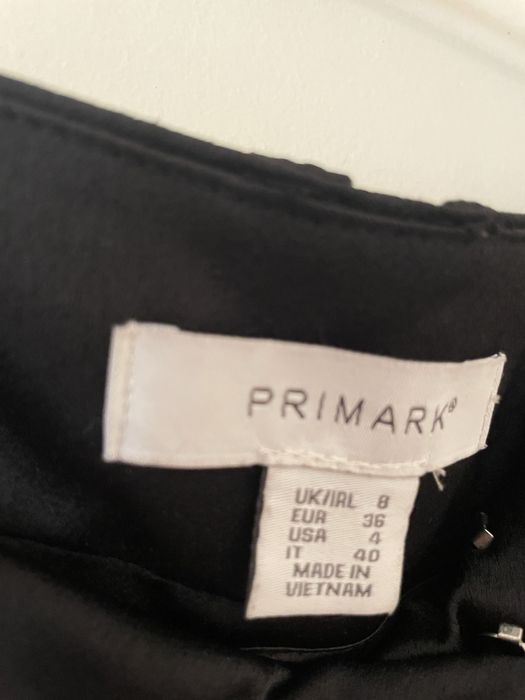 PRIMARK®
UK/IRL 8
EUR 36
USA 4
IT 40
MADE IN
VIETNAM